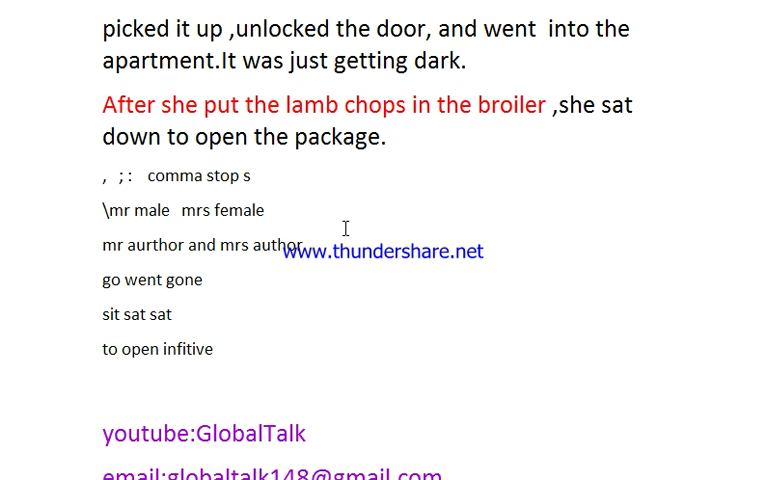 picked it up ,unlocked the door, and went  into the
apartment.It was just getting dark.
After she put the lamb chops in the broiler ,she sat
down to open the package.
,  ; :   comma stop s
\mr male   mrs female
mr aurthor and mrs author
www.thundershare.net
go went gone
sit sat sat
to open infitive
youtube:GlobalTalk
email:globaltalk148@gmail.com